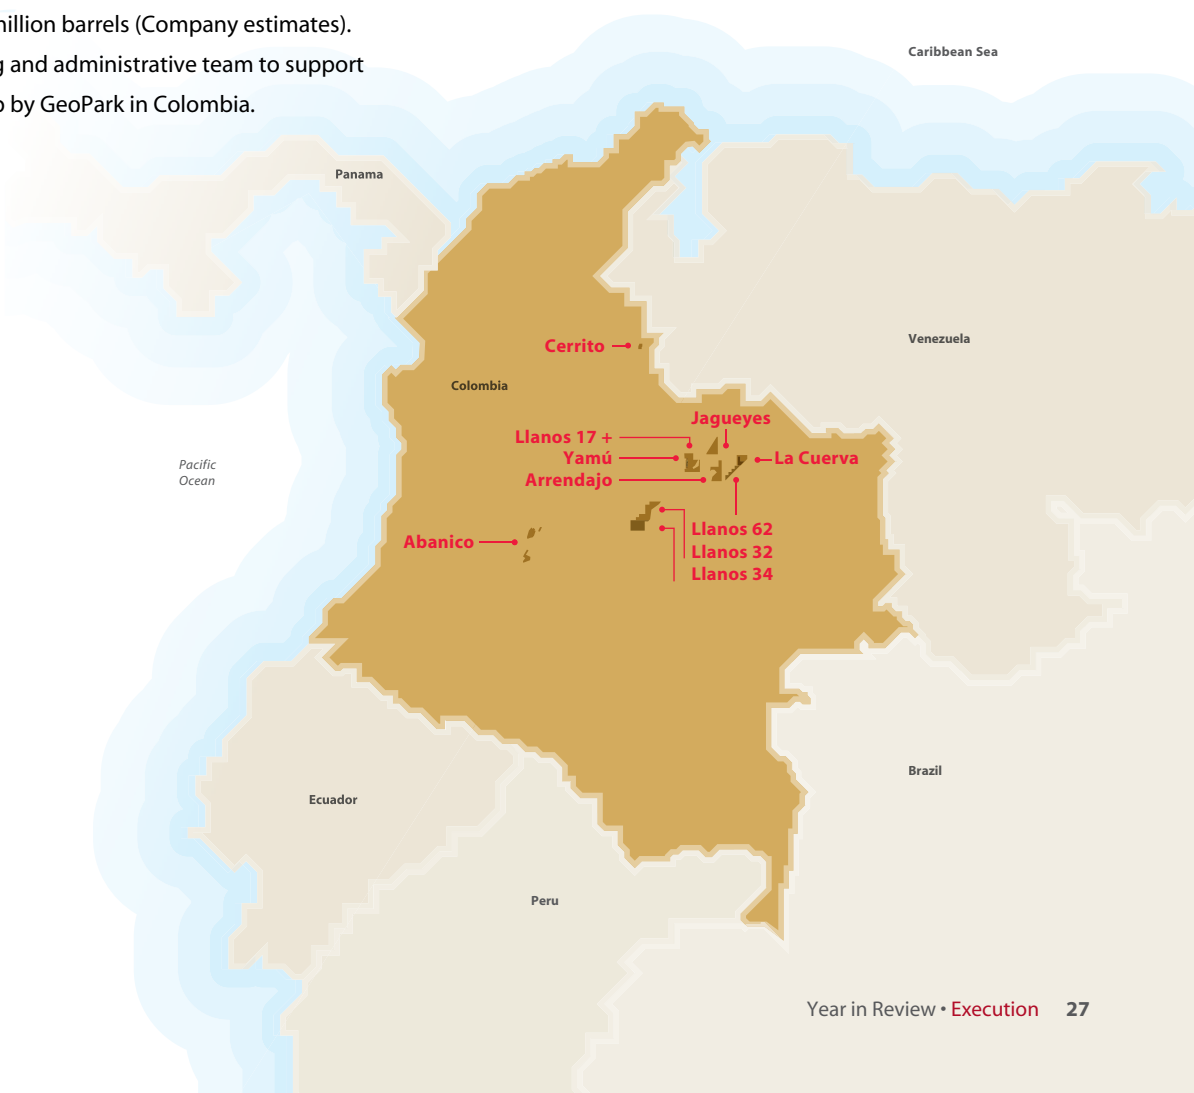 (Company estimates).
and administrative team to support
by GeoPark in Colombia.
Caribbean Sea
Panama
Venezuela
Cerrito
Colombia
Jagueyes
Llanos 17 +
Yamú
La Cuerva
Arrendajo
Pacific
Ocean
Llanos 62
Abanico
Llanos 32
Llanos 34
Brazil
Ecuador
Peru
Year in Review • Execution 27